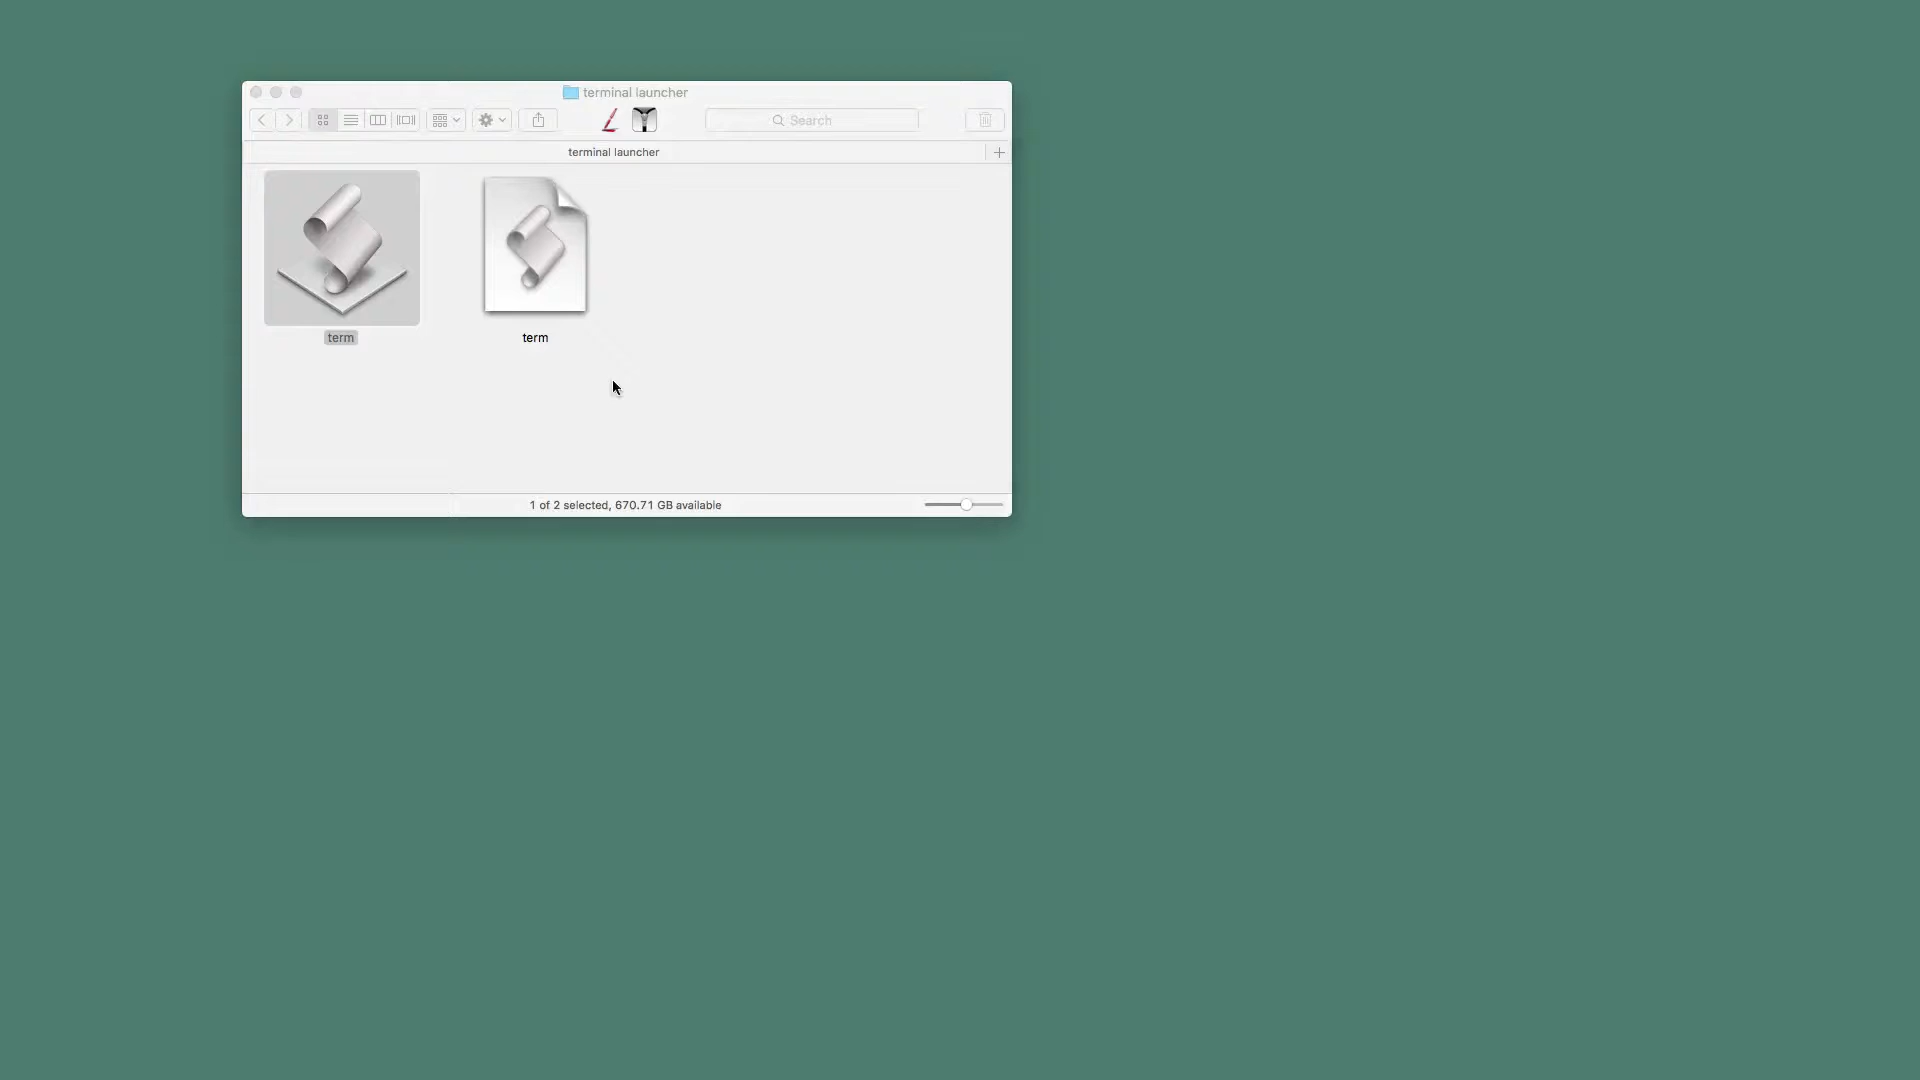 terminal launcher
Search
terminal launcher
term
term
1 of 2 selected, 670.71 GB available